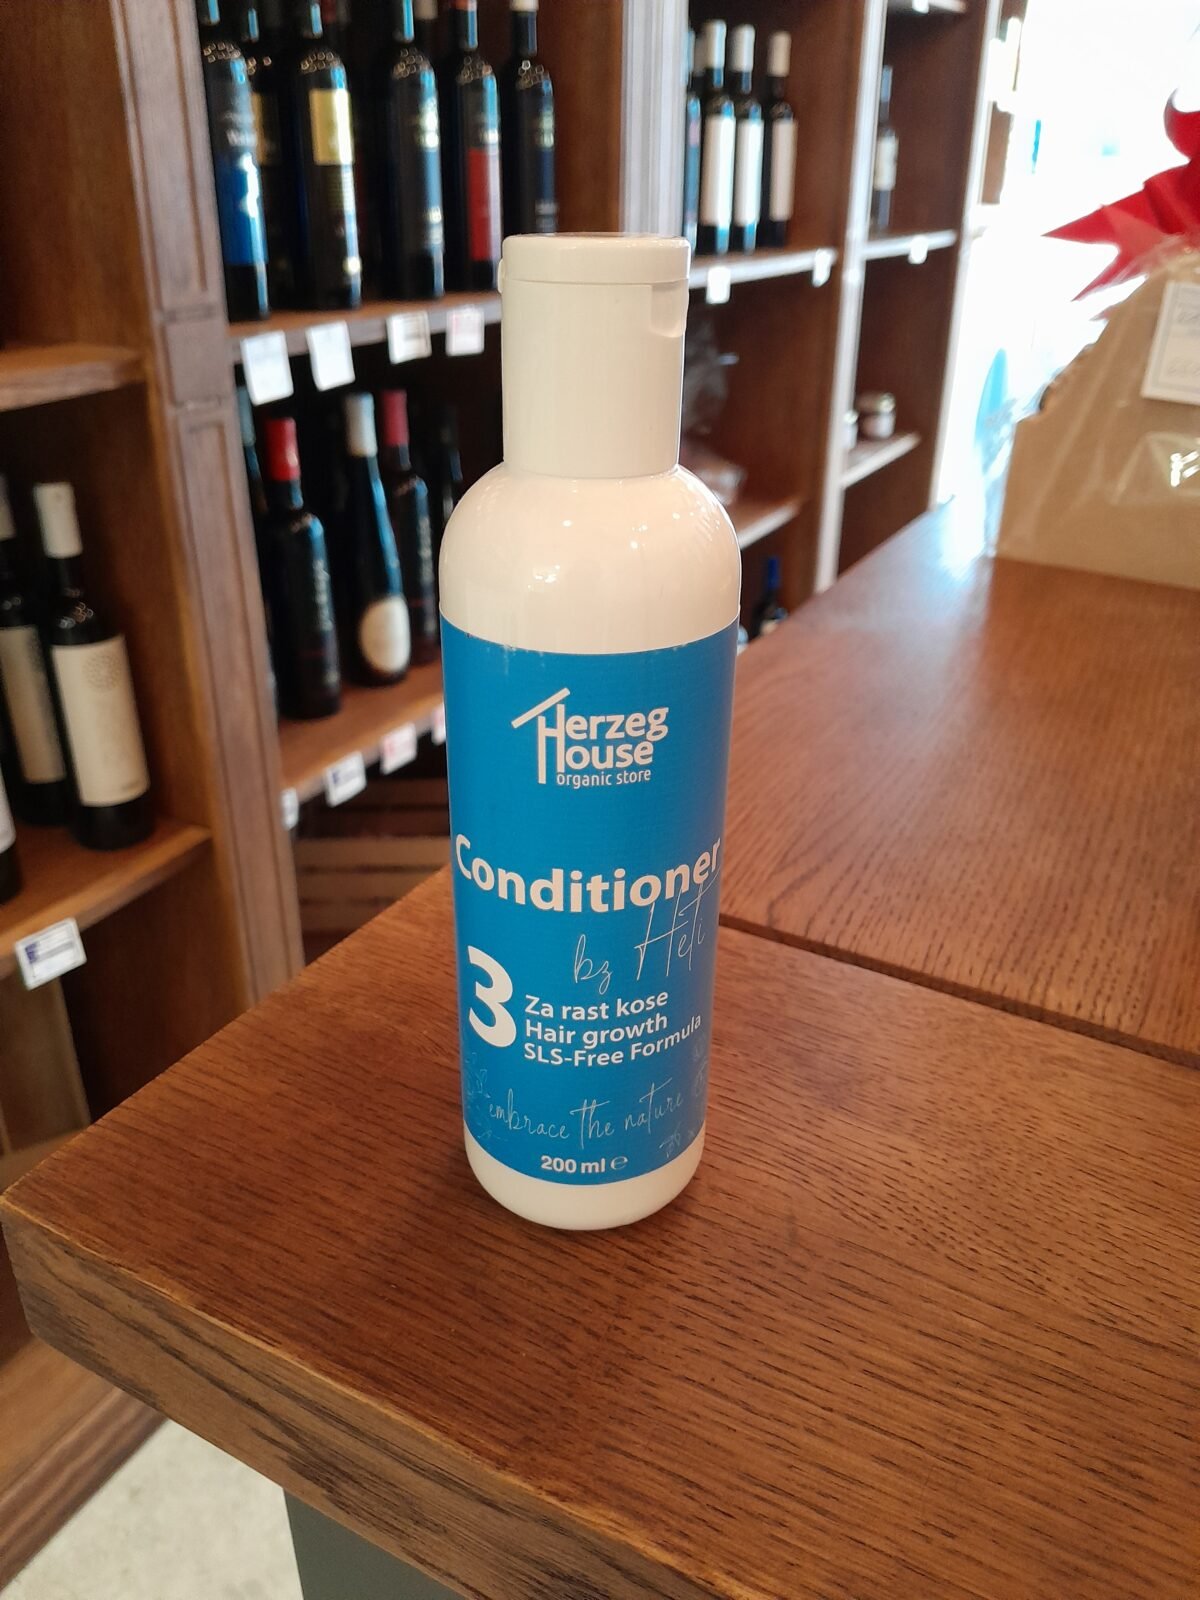 Herzeg
House
organic store
Conditioner
bz Heti
3
Za rast kose
Hair growth
SLS-Free Formula
embrace the nature
200 ml ℮